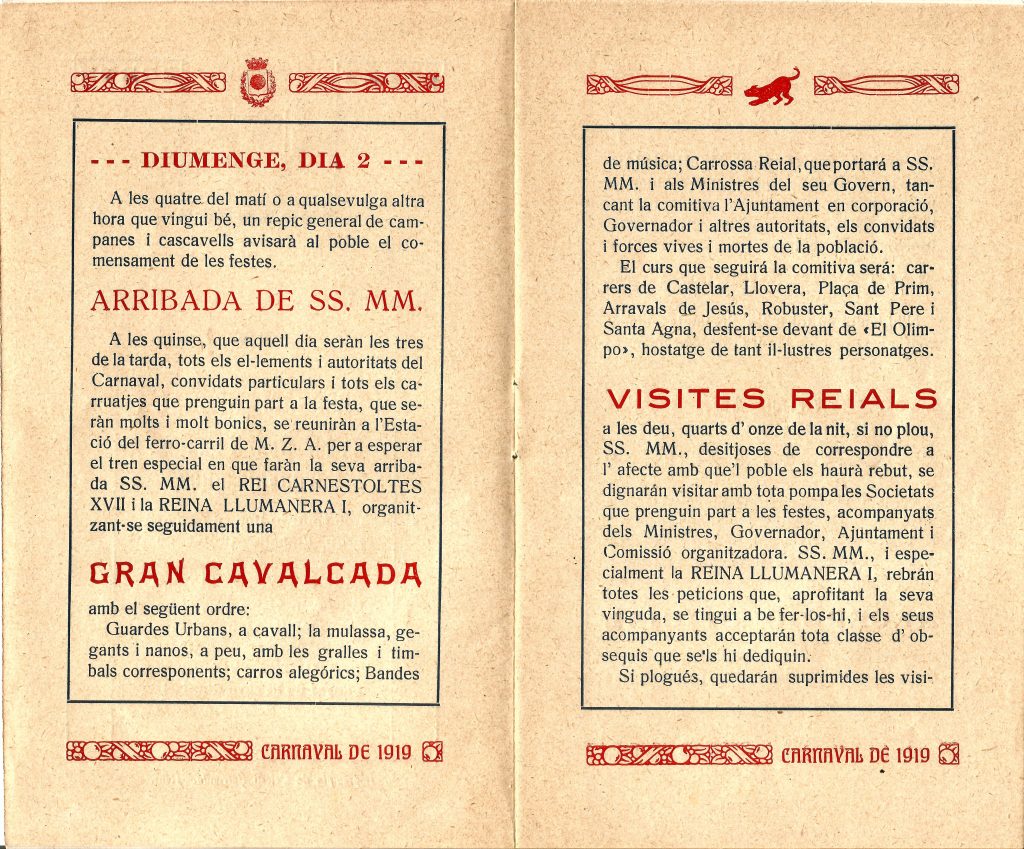 --- DIUMENGE, DIA 2 ---
A les quatre del matí o a qualsevulga altra
hora que vingui bé, un repic general de cam-
panes i cascavells avisarà al poble el co-
mensament de les festes.
ARRIBADA DE SS. MM.
A les quinse, que aquell dia seràn les tres
de la tarda, tots els el-lements i autoritats del
Carnaval, convidats particulars i tots els ca-
rruatjes que prenguin part a la festa, que se-
ràn molts i molt bonics, se reuniràn a l'Esta-
ció del ferro-carril de M. Z. A. per a esperar
el tren especial en que faràn la seva arriba-
da SS. MM. el REI CARNESTOLTES
XVII i la REINA LLUMANERA I, organit-
zant-se seguidament una
GRAN CAVALCADA
amb el següent ordre:
Guardes Urbans, a cavall; la mulassa, ge-
gants i nanos, a peu, amb les gralles i tim-
bals corresponents; carros alegórics; Bandes
CARNAVAL DE 1919
de música; Carrossa Reial, que portará a SS.
MM. i als Ministres del seu Govern, tan-
cant la comitiva l'Ajuntament en corporació,
Governador i altres autoritats, els convidats
i forces vives i mortes de la població.
El curs que seguirá la comitiva será: car-
rers de Castelar, Llovera, Plaça de Prim,
Arravals de Jesús, Robuster, Sant Pere i
Santa Agna, desfent-se devant de «El Olim-
po», hostatge de tant il-lustres personatges.
VISITES REIALS
a les deu, quarts d' onze de la nit, si no plou,
SS. MM., desitjoses de correspondre a
l' afecte amb que'l poble els haurà rebut, se
dignarán visitar amb tota pompa les Societats
que prenguin part a les festes, acompanyats
dels Ministres, Governador, Ajuntament i
Comissió organitzadora. SS. MM., i espe-
cialment la REINA LLUMANERA I, rebrán
totes les peticions que, aprofitant la seva
vinguda, se tingui a be fer-los-hi, i els seus
acompanyants acceptarán tota classe d' ob-
sequis que se'ls hi dediquin.
Si plogués, quedarán suprimides les visi-
CARNAVAL DE 1919